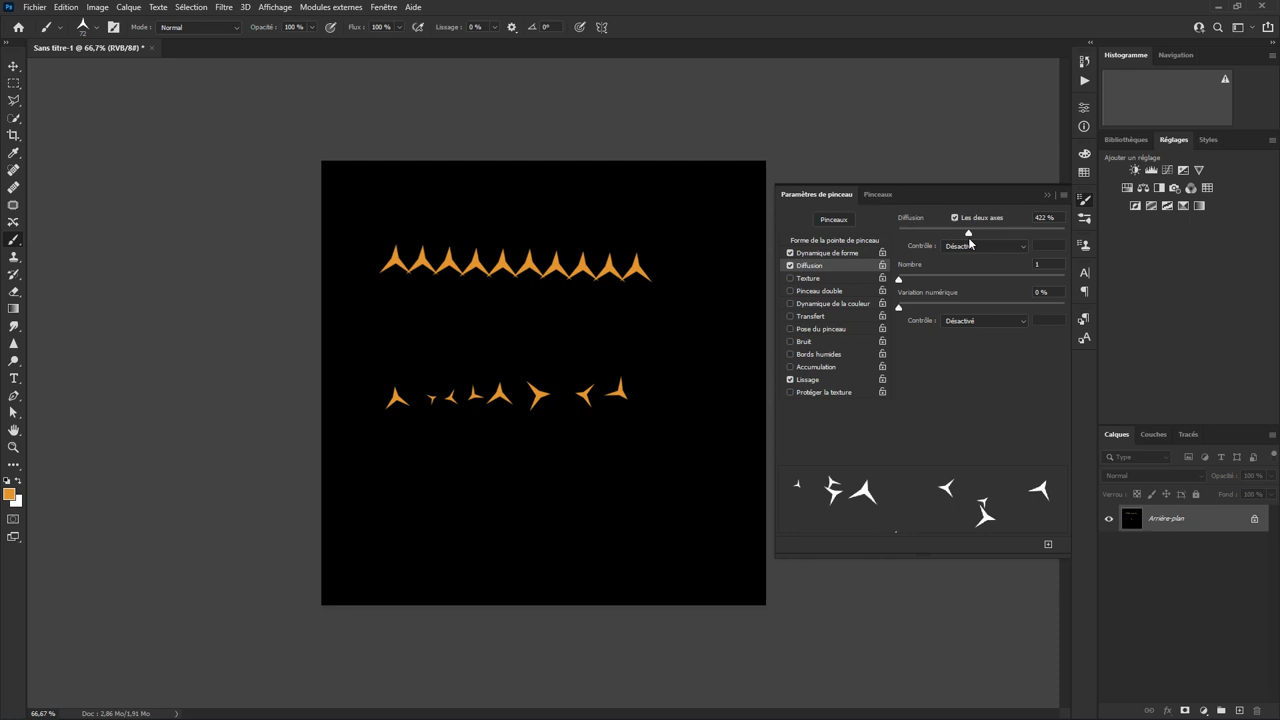 Ps Fichier Edition Image Calque Texte Sélection Filtre 3D Affichage Modules externes Fenêtre Aide
72 Mode : Normal Opacité : 100 % Flux : 100 % Lissage : 0 % 0°
Sans titre-1 @ 66,7% (RVB/8#) * ×
Histogramme Navigation
Bibliothèques Réglages Styles
Ajouter un réglage
Paramètres de pinceau Pinceaux
Pinceaux
Diffusion Les deux axes 422 %
Forme de la pointe de pinceau
Contrôle : Désactivé
Dynamique de forme
Diffusion
Nombre 1
Texture
Pinceau double
Variation numérique 0 %
Dynamique de la couleur
Transfert
Contrôle : Désactivé
Pose du pinceau
Bruit
Bords humides
Accumulation
Lissage
Protéger la texture
Calques Couches Tracés
Type
Normal Opacité : 100 %
Verrou : Fond : 100 %
Arrière-plan
66,67 % Doc : 2,86 Mo/1,91 Mo